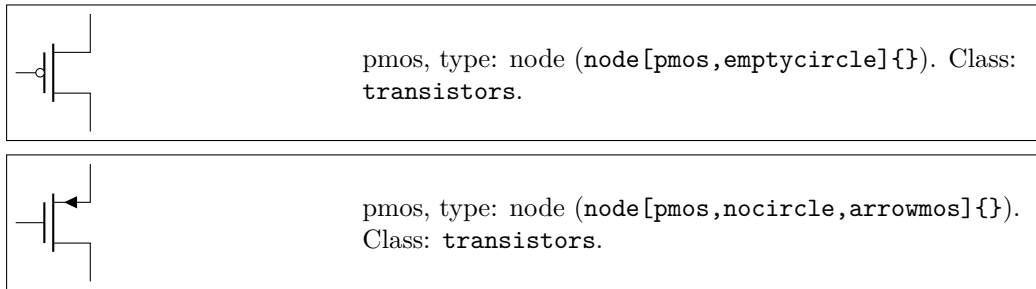 pmos, type: node (node[pmos,emptycircle]{}). Class:
transistors.
pmos, type: node (node[pmos,nocircle,arrowmos]{}).
Class: transistors.